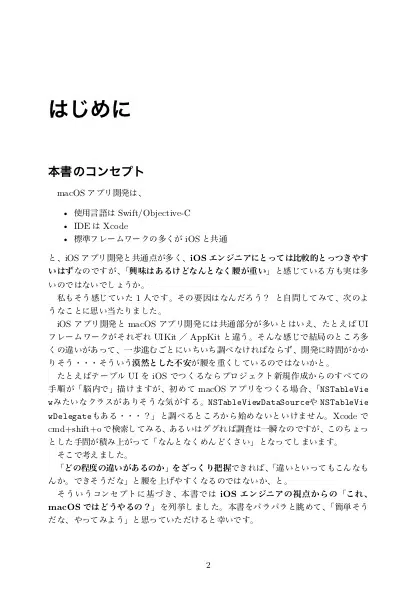 はじめに
本書のコンセプト
macOS アプリ開発は、
• 使用言語は Swift/Objective-C
• IDE は Xcode
• 標準フレームワークの多くが iOS と共通
と、iOS アプリ開発と共通点が多く、iOS エンジニアにとっては比較的とっつきやす
いはずなのですが、「興味はあるけどなんとなく腰が重い」と感じている方も実は多
いのではないでしょうか。
私もそう感じていた 1 人です。その要因はなんだろう? と自問してみて、次のよ
うなことに思い当たりました。
iOS アプリ開発と macOS アプリ開発には共通部分が多いとはいえ、たとえば UI
フレームワークがそれぞれ UIKit / AppKit と違う。そんな感じで結局のところ多
くの違いがあって、一歩進むごとにいちいち調べなければならず、開発に時間がかか
りそう・・・そういう漠然とした不安が腰を重くしているのではないかと。
たとえばテーブル UI を iOS でつくるならプロジェクト新規作成からのすべての
手順が「脳内で」描けますが、初めて macOS アプリをつくる場合、「NSTableVie
wみたいなクラスがありそうな気がする。NSTableViewDataSourceや NSTableVi
ewDelegateもある・・・?」と調べるところから始めないといけません。Xcode で
cmd+shift+o で検索してみる、あるいはググれば調査は一瞬なのですが、このちょっ
とした手間が積み上がって「なんとなくめんどくさい」となってしまいます。
そこで考えました。
「どの程度の違いがあるのか」をざっくり把握できれば、「違いといってもこんなも
んか。できそうだな」と腰を上げやすくなるのではないか、と。
そういうコンセプトに基づき、本書では iOS エンジニアの視点からの「これ、
macOS ではどうやるの?」を列挙しました。本書をパラパラと眺めて、「簡単そう
だな、やってみよう」と思っていただけると幸いです。
2